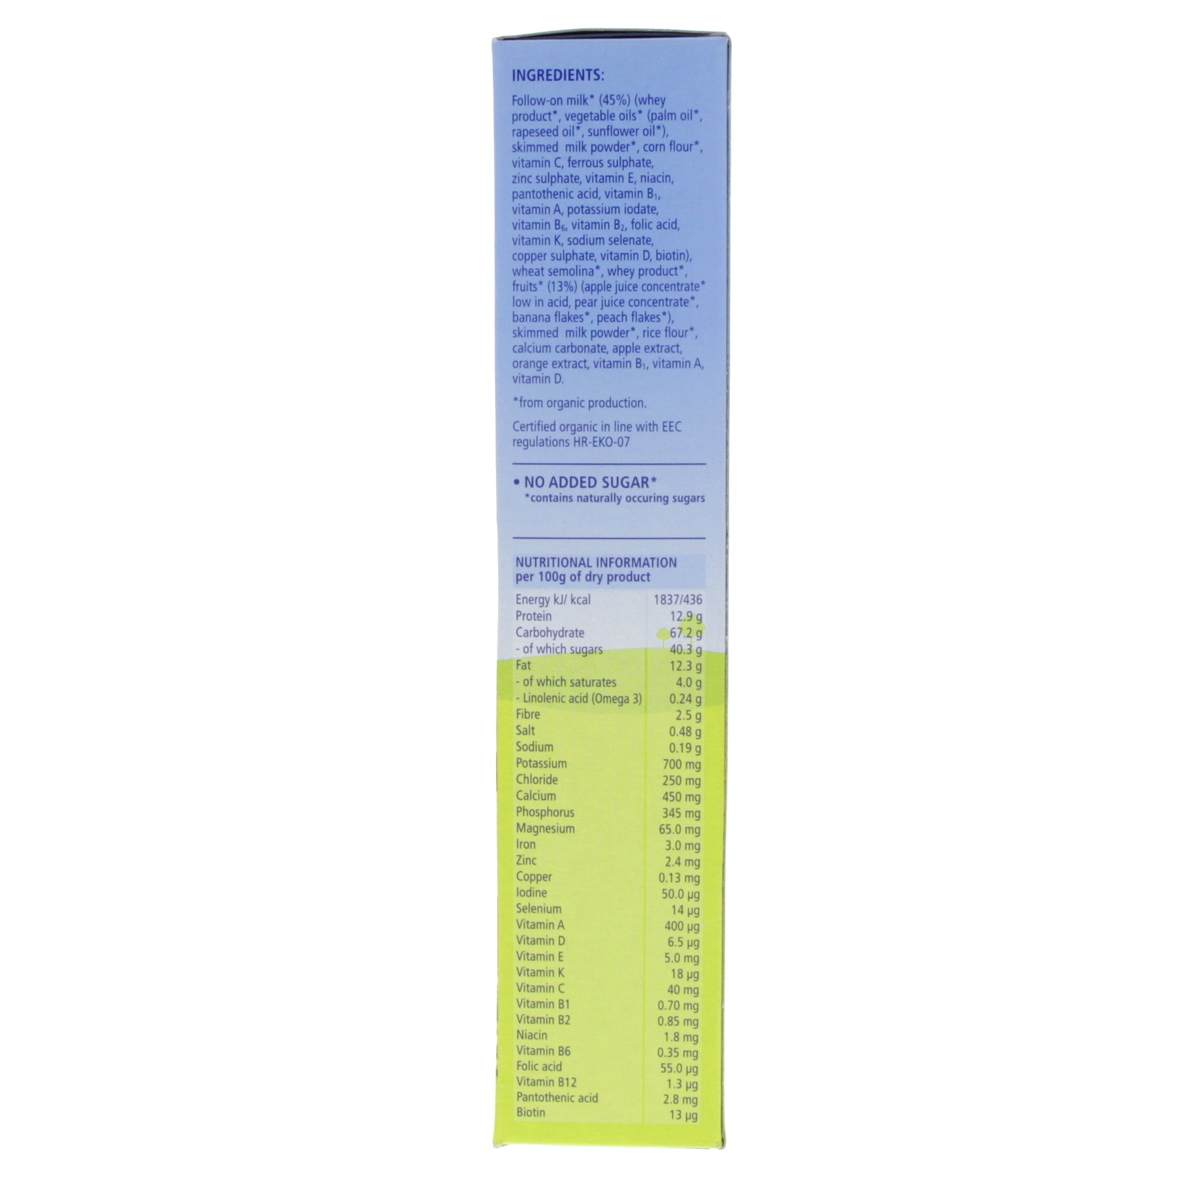 INGREDIENTS:
Follow-on milk* (45%) (whey
product*, vegetable oils* (palm oil*,
rapeseed oil*, sunflower oil*),
skimmed milk powder*, corn flour*,
vitamin C, ferrous sulphate,
zinc sulphate, vitamin E, niacin,
pantothenic acid, vitamin B₁,
vitamin A, potassium iodate,
vitamin B₆, vitamin B₂, folic acid,
vitamin K, sodium selenate,
copper sulphate, vitamin D, biotin),
wheat semolina*, whey product*,
fruits* (13%) (apple juice concentrate*
low in acid, pear juice concentrate*,
banana flakes*, peach flakes*),
skimmed milk powder*, rice flour*,
calcium carbonate, apple extract,
orange extract, vitamin B₁, vitamin A,
vitamin D.
*from organic production.
Certified organic in line with EEC
regulations HR-EKO-07
• NO ADDED SUGAR*
*contains naturally occuring sugars
NUTRITIONAL INFORMATION
per 100g of dry product
Energy kJ/ kcal 1837/436
Protein 12.9 g
Carbohydrate 67.2 g
- of which sugars 40.3 g
Fat 12.3 g
- of which saturates 4.0 g
- Linolenic acid (Omega 3) 0.24 g
Fibre 2.5 g
Salt 0.48 g
Sodium 0.19 g
Potassium 700 mg
Chloride 250 mg
Calcium 450 mg
Phosphorus 345 mg
Magnesium 65.0 mg
Iron 3.0 mg
Zinc 2.4 mg
Copper 0.13 mg
Iodine 50.0 µg
Selenium 14 µg
Vitamin A 400 µg
Vitamin D 6.5 µg
Vitamin E 5.0 mg
Vitamin K 18 µg
Vitamin C 40 mg
Vitamin B1 0.70 mg
Vitamin B2 0.85 mg
Niacin 1.8 mg
Vitamin B6 0.35 mg
Folic acid 55.0 µg
Vitamin B12 1.3 µg
Pantothenic acid 2.8 mg
Biotin 13 µg